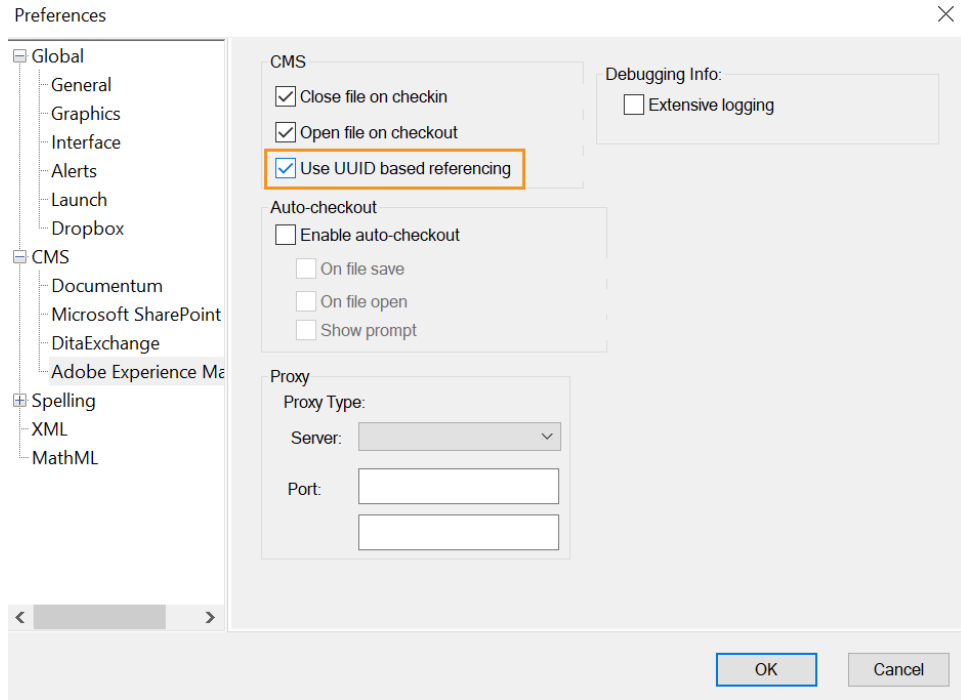 Preferences
Global
General
Graphics
Interface
Alerts
Launch
Dropbox
CMS
Documentum
Microsoft SharePoint
DitaExchange
Adobe Experience Ma
Spelling
XML
MathML
CMS
Close file on checkin
Open file on checkout
Use UUID based referencing
Debugging Info:
Extensive logging
Auto-checkout
Enable auto-checkout
On file save
On file open
Show prompt
Proxy
Proxy Type:
Server:
Port:
OK
Cancel